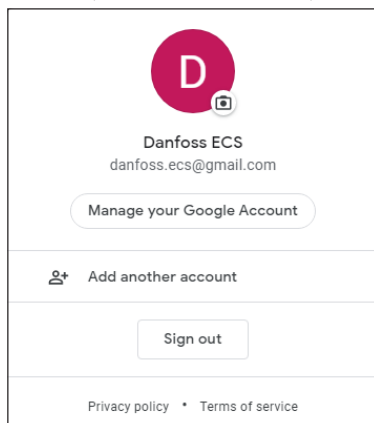 D
Danfoss ECS
danfoss.ecs@gmail.com
Manage your Google Account
Add another account
Sign out
Privacy policy • Terms of service